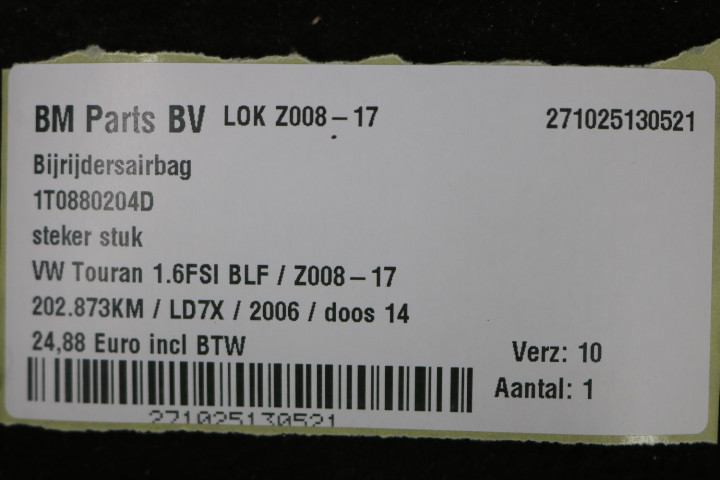 BM Parts BV LOK Z008-17 271025130521
Bijrijdersairbag
1T0880204D
steker stuk
VW Touran 1.6FSI BLF / Z008-17
202.873KM / LD7X / 2006 / doos 14
24,88 Euro incl BTW
Verz: 10
Aantal: 1
271025130521